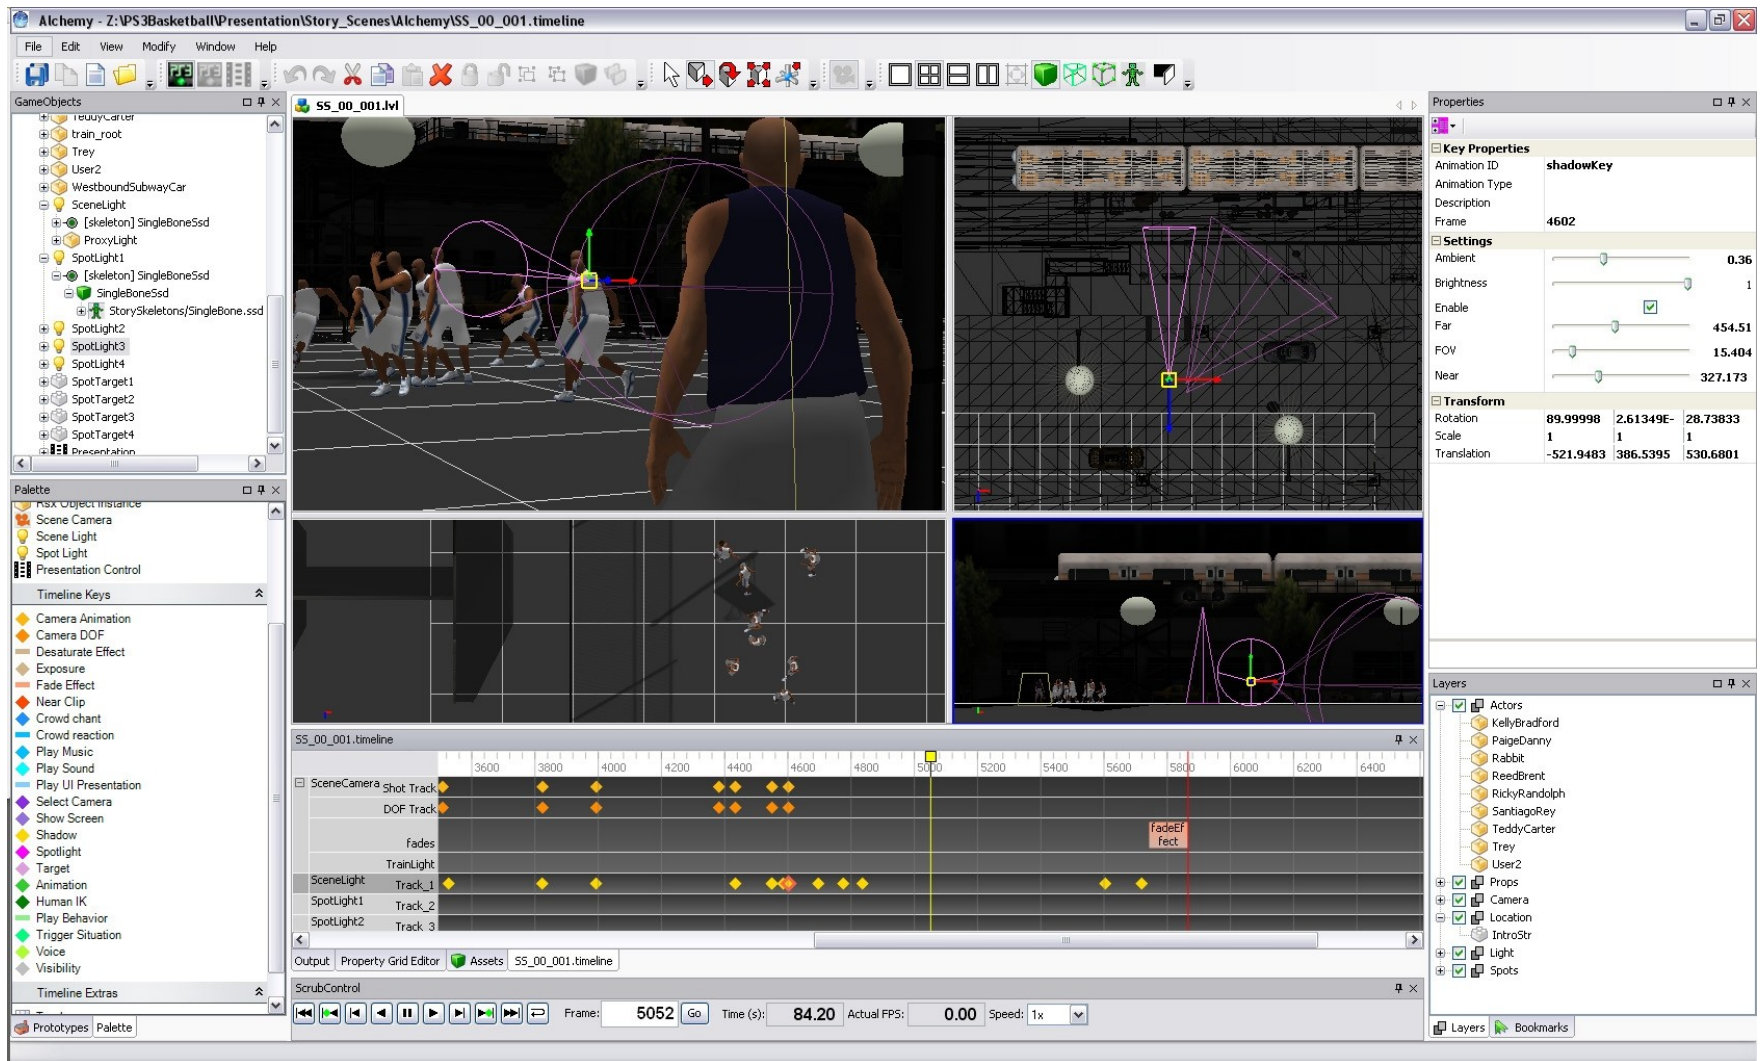 Alchemy - Z:\PS3Basketball\Presentation\Story_Scenes\Alchemy\SS_00_001.timeline
File Edit View Modify Window Help
GameObjects
TeddyCarter
train_root
Trey
User2
WestboundSubwayCar
SceneLight
[skeleton] SingleBoneSsd
ProxyLight
SpotLight1
[skeleton] SingleBoneSsd
SingleBoneSsd
StorySkeletons/SingleBone.ssd
SpotLight2
SpotLight3
SpotLight4
SpotTarget1
SpotTarget2
SpotTarget3
SpotTarget4
Presentation
Palette
Rsx Object Instance
Scene Camera
Scene Light
Spot Light
Presentation Control
Timeline Keys
Camera Animation
Camera DOF
Desaturate Effect
Exposure
Fade Effect
Near Clip
Crowd chant
Crowd reaction
Play Music
Play Sound
Play UI Presentation
Select Camera
Show Screen
Shadow
Spotlight
Target
Animation
Human IK
Play Behavior
Trigger Situation
Voice
Visibility
Timeline Extras
Prototypes Palette
SS_00_001.lvl
SS_00_001.timeline
3600 3800 4000 4200 4400 4600 4800 5000 5200 5400 5600 5800 6000 6200 6400
SceneCamera Shot Track
DOF Track
fades
fadeEf
fect
TrainLight
SceneLight Track_1
SpotLight1 Track_2
SpotLight2 Track_3
Output Property Grid Editor Assets SS_00_001.timeline
ScrubControl
Frame: 5052 Go Time (s): 84.20 Actual FPS: 0.00 Speed: 1x
Properties
Key Properties
Animation ID shadowKey
Animation Type
Description
Frame 4602
Settings
Ambient 0.36
Brightness 1
Enable
Far 454.51
FOV 15.404
Near 327.173
Transform
Rotation 89.99998 2.61349E- 28.73833
Scale 1 1 1
Translation -521.9483 386.5395 530.6801
Layers
Actors
KellyBradford
PaigeDanny
Rabbit
ReedBrent
RickyRandolph
SantiagoRey
TeddyCarter
Trey
User2
Props
Camera
Location
IntroStr
Light
Spots
Layers Bookmarks